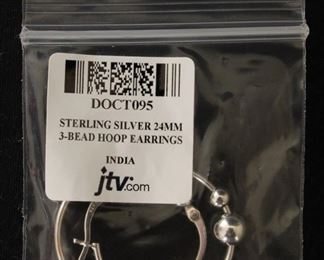 DOCT095
STERLING SILVER 24MM
3-BEAD HOOP EARRINGS
INDIA
jtv.com